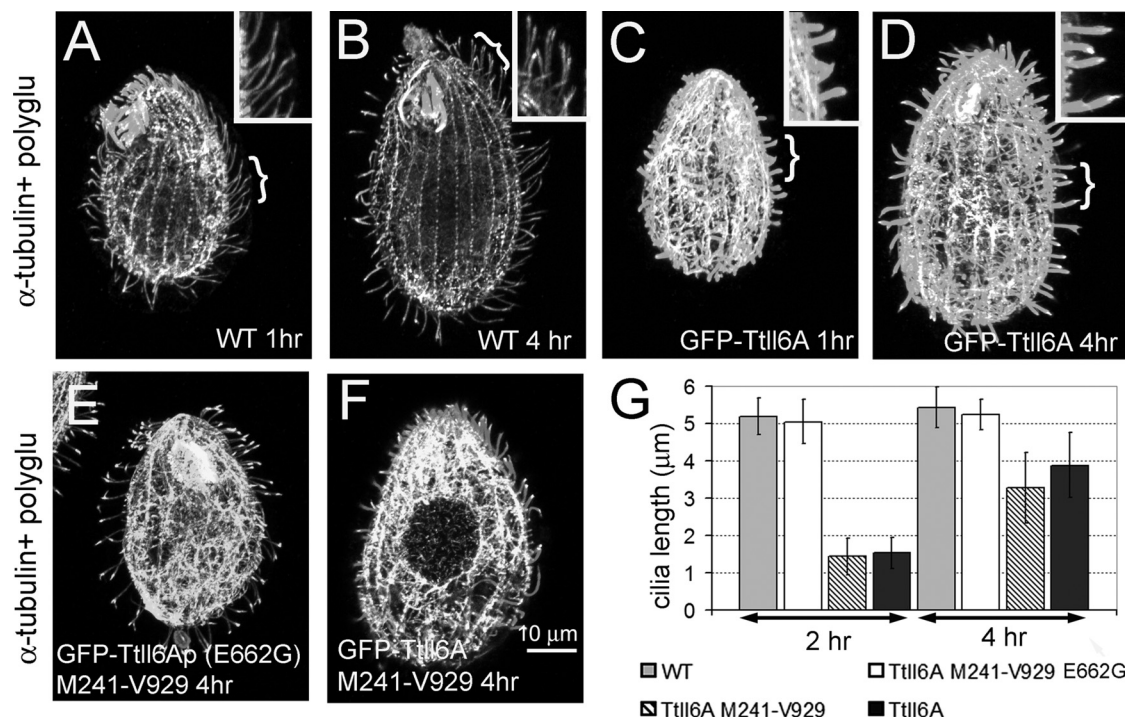 α-tubulin+ polyglu
A
WT 1hr
B
WT 4 hr
C
GFP-Ttll6A 1hr
D
GFP-Ttll6A 4hr
α-tubulin+ polyglu
E
GFP-Ttll6Ap (E662G)
M241-V929 4hr
F
GFP-Ttll6A
M241-V929 4hr
10 μm
G
cilia length (μm)
6
5
4
3
2
1
0
2 hr
4 hr
WT
Ttll6A M241-V929 E662G
Ttll6A M241-V929
Ttll6A